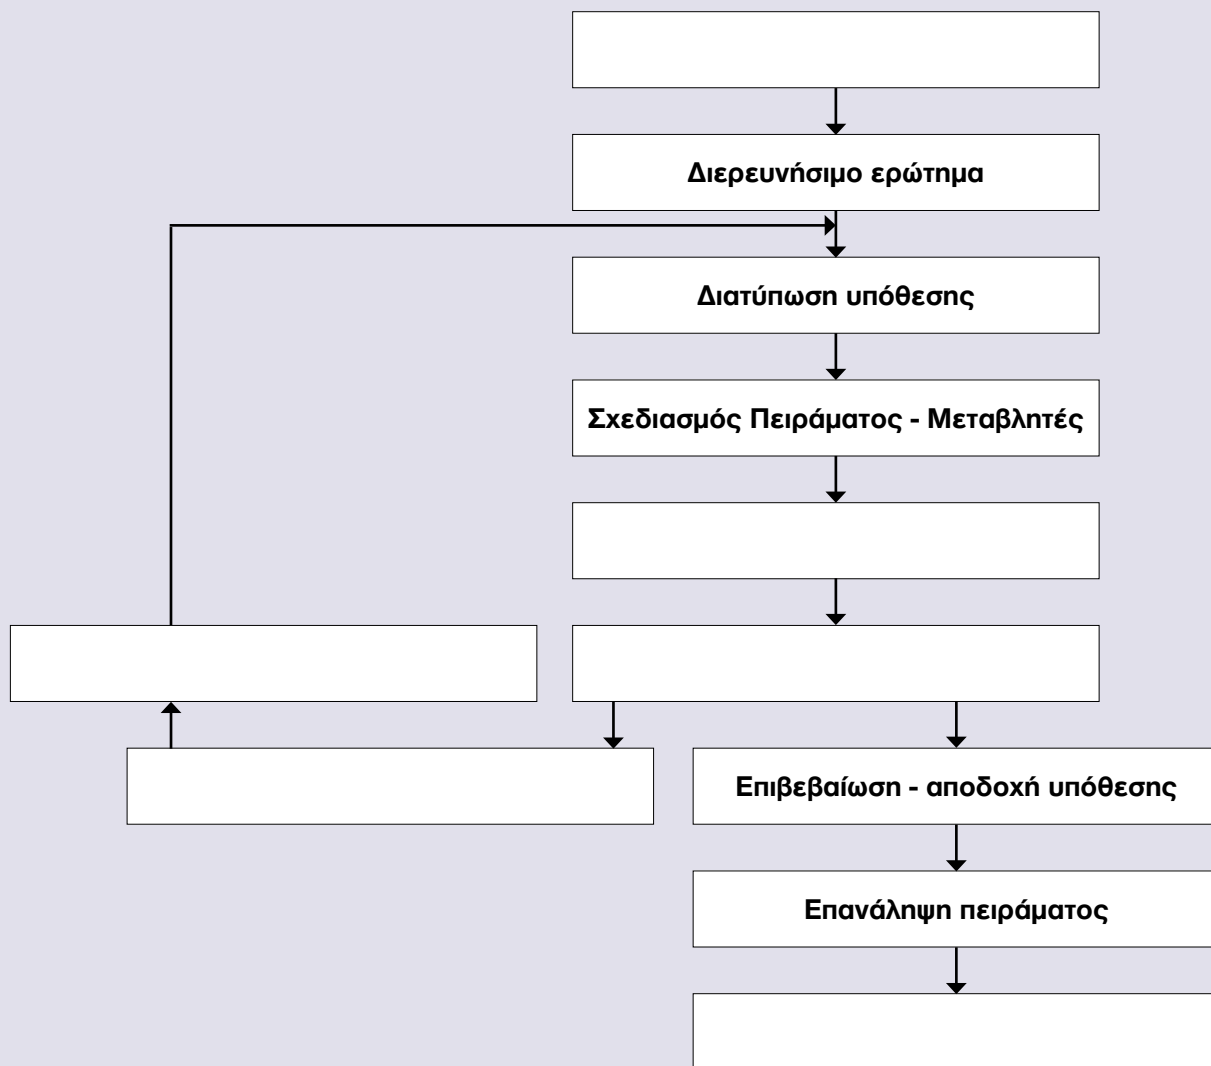 Διερευνήσιμο ερώτημα
Διατύπωση υπόθεσης
Σχεδιασμός Πειράματος - Μεταβλητές
Επιβεβαίωση - αποδοχή υπόθεσης
Επανάληψη πειράματος